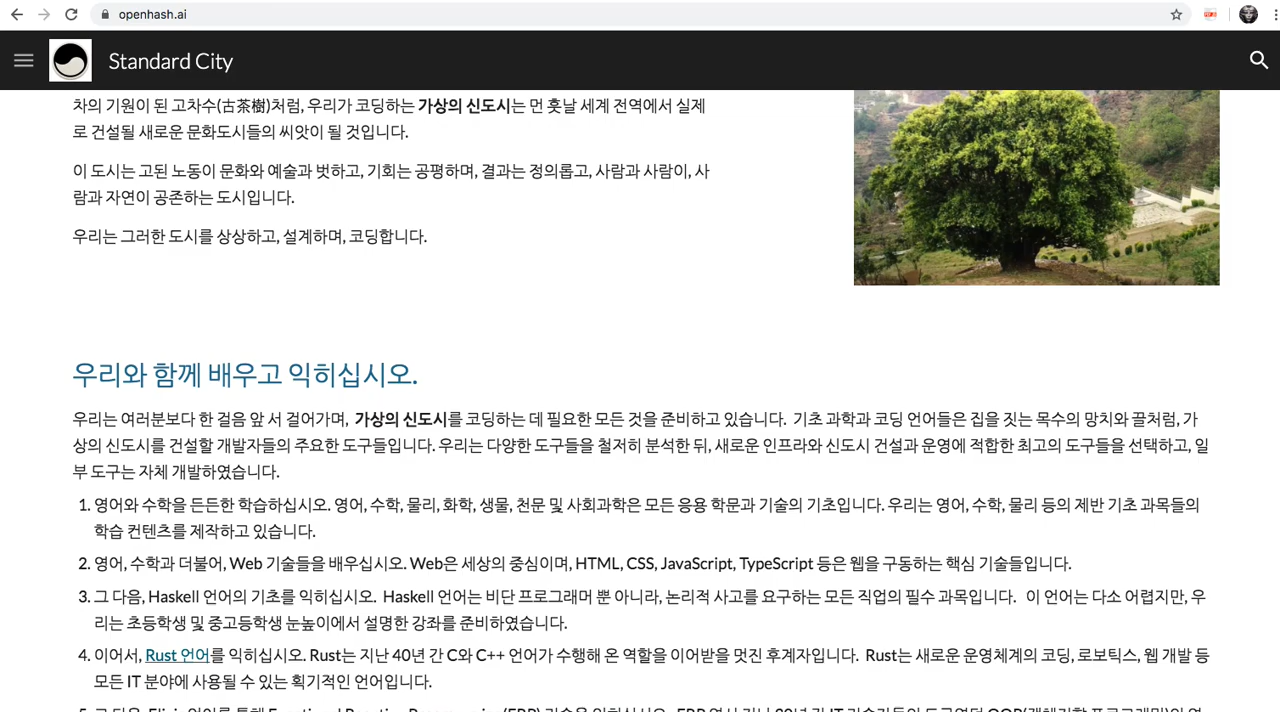 openhash.ai
Standard City
차의 기원이 된 고차수(古茶樹)처럼, 우리가 코딩하는 가상의 신도시는 먼 훗날 세계 전역에서 실제
로 건설될 새로운 문화도시들의 씨앗이 될 것입니다.
이 도시는 고된 노동이 문화와 예술과 벗하고, 기회는 공평하며, 결과는 정의롭고, 사람과 사람이, 사
람과 자연이 공존하는 도시입니다.
우리는 그러한 도시를 상상하고, 설계하며, 코딩합니다.
우리와 함께 배우고 익히십시오.
우리는 여러분보다 한 걸음 앞 서 걸어가며, 가상의 신도시를 코딩하는 데 필요한 모든 것을 준비하고 있습니다. 기초 과학과 코딩 언어들은 집을 짓는 목수의 망치와 끌처럼, 가
상의 신도시를 건설할 개발자들의 주요한 도구들입니다. 우리는 다양한 도구들을 철저히 분석한 뒤, 새로운 인프라와 신도시 건설과 운영에 적합한 최고의 도구들을 선택하고, 일
부 도구는 자체 개발하였습니다.
1. 영어와 수학을 든든한 학습하십시오. 영어, 수학, 물리, 화학, 생물, 천문 및 사회과학은 모든 응용 학문과 기술의 기초입니다. 우리는 영어, 수학, 물리 등의 제반 기초 과목들의
학습 컨텐츠를 제작하고 있습니다.
2. 영어, 수학과 더불어, Web 기술들을 배우십시오. Web은 세상의 중심이며, HTML, CSS, JavaScript, TypeScript 등은 웹을 구동하는 핵심 기술들입니다.
3. 그 다음, Haskell 언어의 기초를 익히십시오. Haskell 언어는 비단 프로그래머 뿐 아니라, 논리적 사고를 요구하는 모든 직업의 필수 과목입니다. 이 언어는 다소 어렵지만, 우
리는 초등학생 및 중고등학생 눈높이에서 설명한 강좌를 준비하였습니다.
4. 이어서, Rust 언어를 익히십시오. Rust는 지난 40년 간 C와 C++ 언어가 수행해 온 역할을 이어받을 멋진 후계자입니다. Rust는 새로운 운영체계의 코딩, 로보틱스, 웹 개발 등
모든 IT 분야에 사용될 수 있는 획기적인 언어입니다.